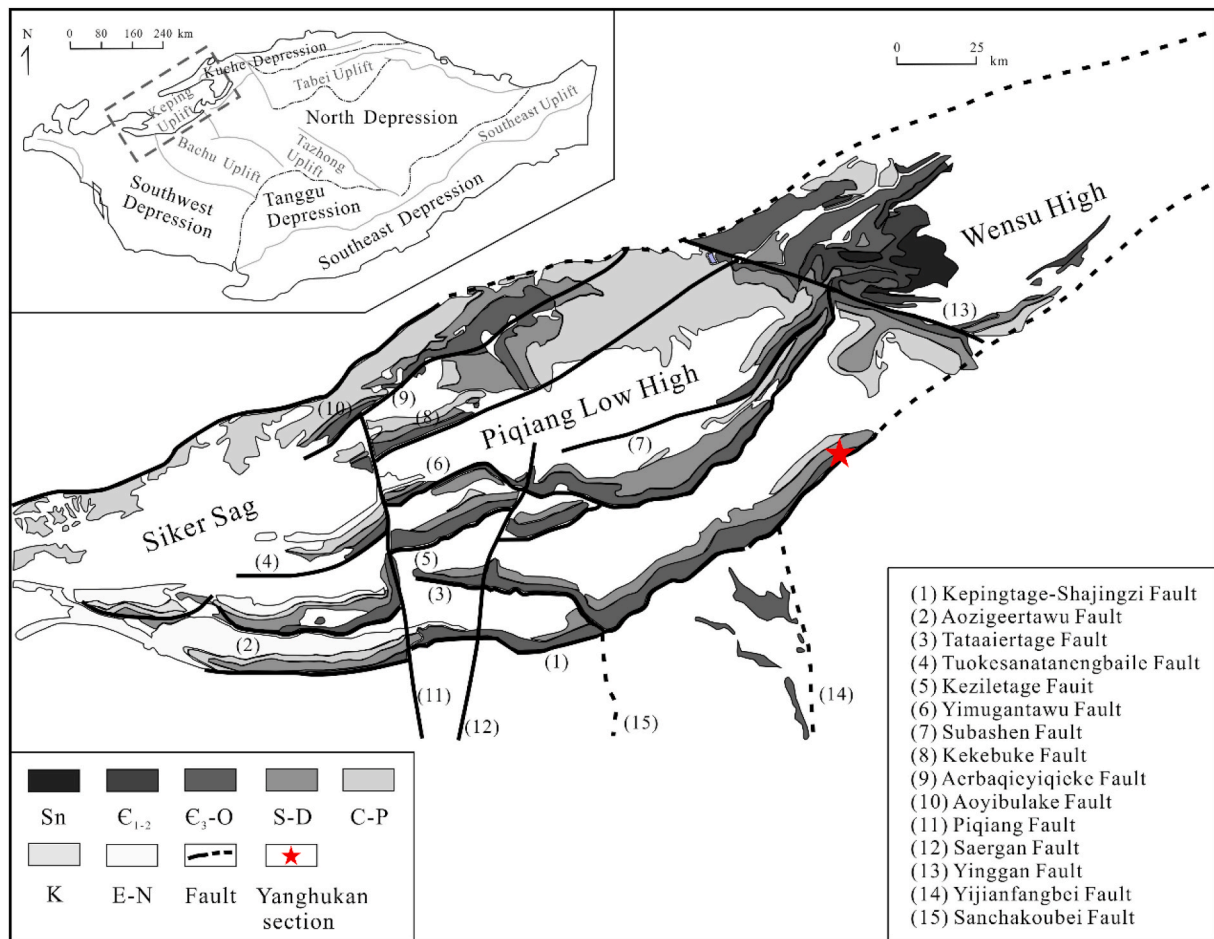 N
0 80 160 240 km
Kuche Depression
Tabei Uplift
Keping
Uplift
North Depression
Southeast Uplift
Bachu Uplift
Tazhong
Uplift
Southwest
Depression
Tanggu
Depression
Southeast Depression
0 25
km
Wensu High
(13)
(10)
(9)
(8)
Piqiang Low High
(7)
(6)
Siker Sag
(4)
(5)
(3)
(2)
(1)
(11)
(12)
(15)
(14)
Sn Є₁₋₂ Є₃-O S-D C-P
K E-N Fault Yanghukan
section
(1) Kepingtage-Shajingzi Fault
(2) Aozigeertawu Fault
(3) Tataaiertage Fault
(4) Tuokesanatanengbaile Fault
(5) Keziletage Fauit
(6) Yimugantawu Fault
(7) Subashen Fault
(8) Kekebuke Fault
(9) Aerbaqieyiqieke Fault
(10) Aoyibulake Fault
(11) Piqiang Fault
(12) Saergan Fault
(13) Yinggan Fault
(14) Yijianfangbei Fault
(15) Sanchakoubei Fault